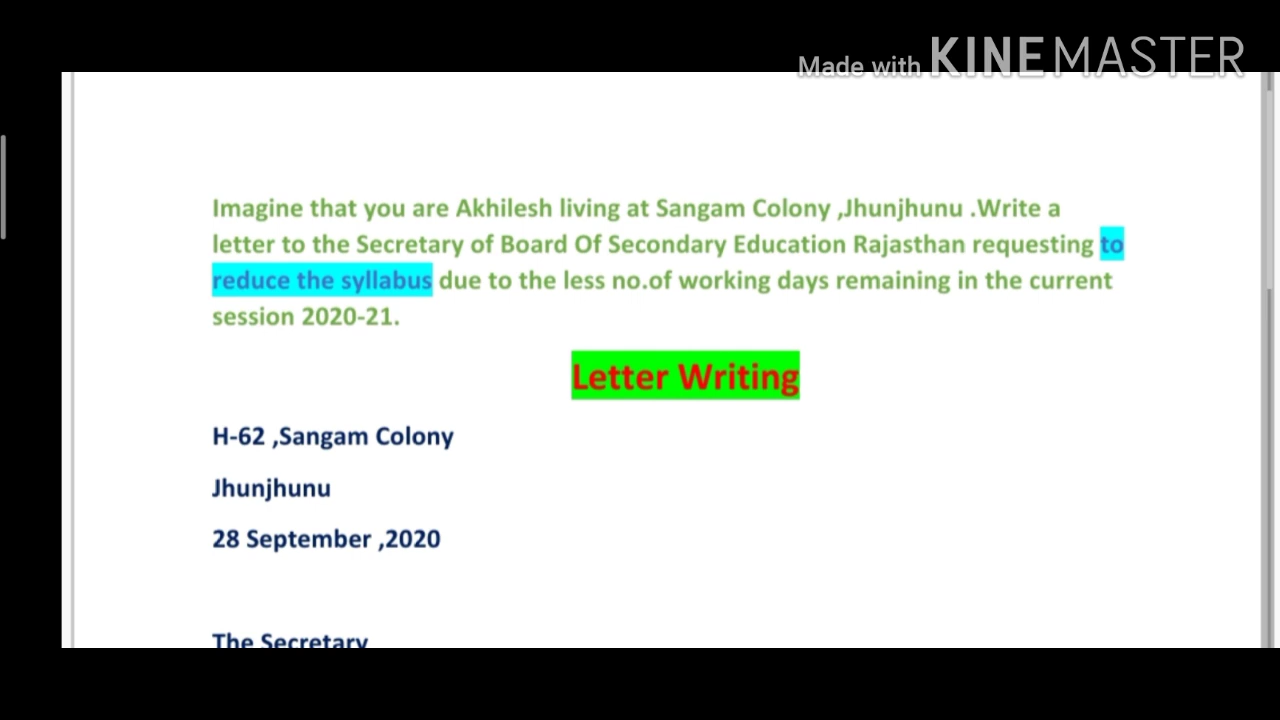 Made with KINEMASTER
Imagine that you are Akhilesh living at Sangam Colony ,Jhunjhunu .Write a
letter to the Secretary of Board Of Secondary Education Rajasthan requesting to
reduce the syllabus due to the less no.of working days remaining in the current
session 2020-21.
Letter Writing
H-62 ,Sangam Colony
Jhunjhunu
28 September ,2020
The Secretary